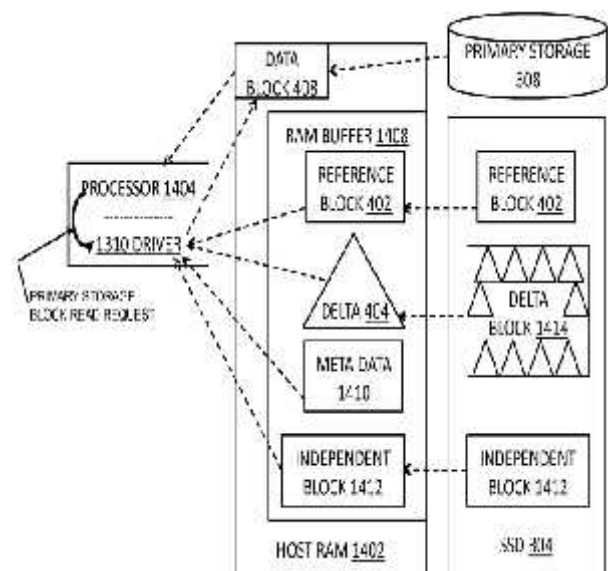 DATA
BLOCK 408
PRIMARY STORAGE
308
RAM BUFFER 1408
PROCESSOR 1404
1310 DRIVER
PRIMARY STORAGE
BLOCK READ REQUEST
REFERENCE
BLOCK 402
DELTA 404
META DATA
1410
INDEPENDENT
BLOCK 1412
HOST RAM 1402
REFERENCE
BLOCK 402
DELTA
BLOCK 1414
INDEPENDENT
BLOCK 1412
SSD 304